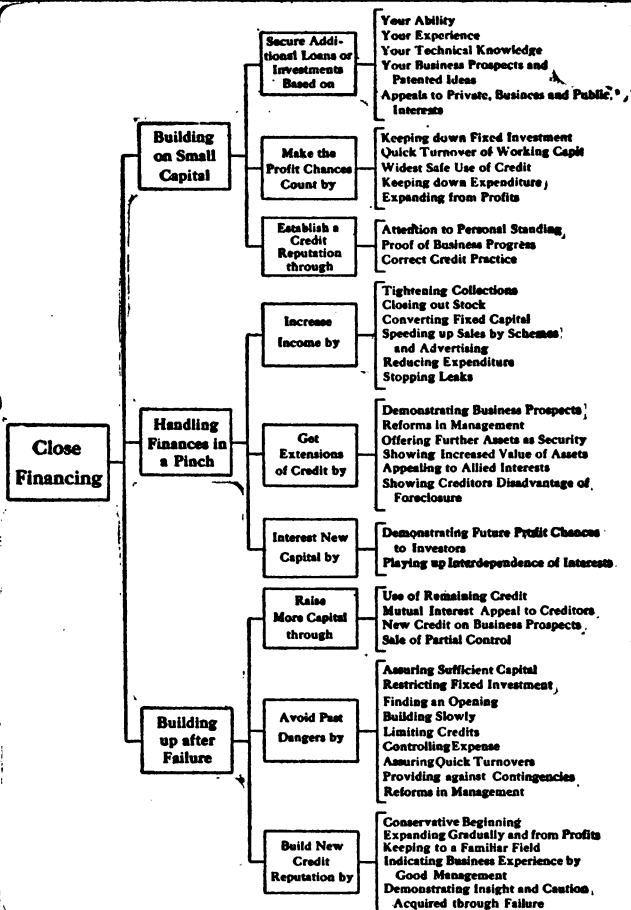 Close
Financing
Building
on Small
Capital
Secure Addi-
tional Loans or
Investments
Based on
Your Ability
Your Experience
Your Technical Knowledge
Your Business Prospects and
Patented Ideas
Appeals to Private, Business and Public
Interests
Make the
Profit Chances
Count by
Keeping down Fixed Investment
Quick Turnover of Working Capit
Widest Safe Use of Credit
Keeping down Expenditure
Expanding from Profits
Establish a
Credit
Reputation
through
Attention to Personal Standing
Proof of Business Progress
Correct Credit Practice
Handling
Finances in
a Pinch
Increase
Income by
Tightening Collections
Closing out Stock
Converting Fixed Capital
Speeding up Sales by Schemes
and Advertising
Reducing Expenditure
Stopping Leaks
Get
Extensions
of Credit by
Demonstrating Business Prospects
Reforms in Management
Offering Further Assets as Security
Showing Increased Value of Assets
Appealing to Allied Interests
Showing Creditors Disadvantage of
Foreclosure
Interest New
Capital by
Demonstrating Future Profit Chances
to Investors
Playing up Interdependence of Interests
Building
up after
Failure
Raise
More Capital
through
Use of Remaining Credit
Mutual Interest Appeal to Creditors
New Credit on Business Prospects
Sale of Partial Control
Avoid Past
Dangers by
Assuring Sufficient Capital
Restricting Fixed Investment
Finding an Opening
Building Slowly
Limiting Credits
Controlling Expense
Assuring Quick Turnovers
Providing against Contingencies
Reforms in Management
Build New
Credit
Reputation by
Conservative Beginning
Expanding Gradually and from Profits
Keeping to a Familiar Field
Indicating Business Experience by
Good Management
Demonstrating Insight and Caution
Acquired through Failure